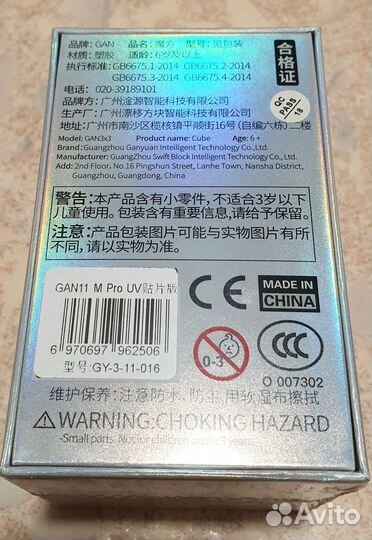 品牌：GAN 品名：魔方 型号：见包装
材质：塑胶 适龄：6岁及以上
执行标准：GB6675.1-2014 GB6675.2-2014
GB6675.3-2014 GB6675.4-2014
电话：020-39189101
品牌方：广州淦源智能科技有限公司
生产厂：广州漂移方块智能科技有限公司
地址：广州市南沙区榄核镇平顺街16号（自编六栋）二楼
Model: GAN3x3 Product name: Cube Age: 6+
Brand: Guangzhou Ganyuan Intelligent Technology Co., Ltd.
Manufacturer: GuangZhou Swift Block Intelligent Technology Co., Ltd.
Add: 2nd Floor, No.16 Pingshun Street, Lanhe Town, Nansha District,
Guangzhou, Guangdong, China
合格证
QC
PASS
18
警告：本产品含有小零件，不适合3岁以下
儿童使用。包装含有重要信息，请给予保留。
注意：产品包装图片可能与实物图片有所
不同，请以实物为准。
GAN11 M Pro UV贴片版
6 970697 962506
型号：GY-3-11-016
CE
MADE IN
CHINA
0-3
CCC
O 007302
维护保养：注意防水、防尘，用软湿布擦拭
WARNING:CHOKING HAZARD
-Small parts. Not for children under 3 years.
Avito